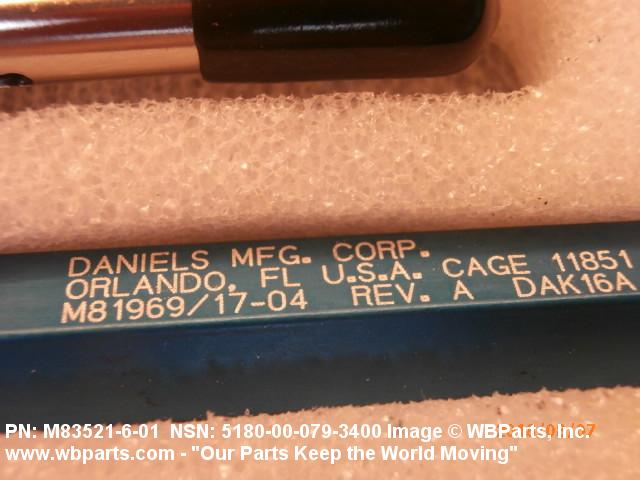 DANIELS MFG. CORP.
ORLANDO, FL U.S.A. CAGE 11851
M81969/17-04 REV. A DAK16A
PN: M83521-6-01 NSN: 5180-00-079-3400 Image © WBParts, Inc.
www.wbparts.com - "Our Parts Keep the World Moving"